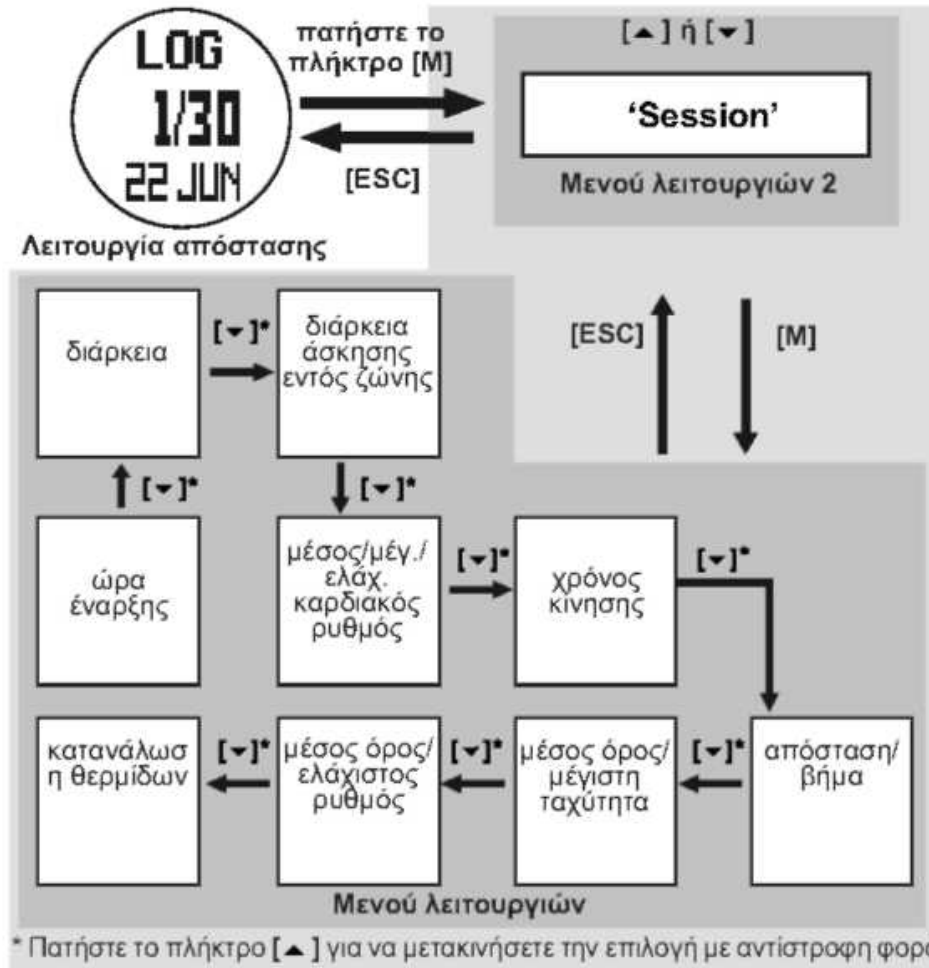 LOG
1/30
22 JUN
πατήστε το
πλήκτρο [M]
[ESC]
[▲] ή [▼]
‘Session’
Μενού λειτουργιών 2
Λειτουργία απόστασης
[ESC]
[M]
διάρκεια
[▼]*
διάρκεια
άσκησης
εντός ζώνης
[▼]*
[▼]*
ώρα
έναρξης
μέσος/μέγ./
ελάχ.
καρδιακός
ρυθμός
[▼]*
χρόνος
κίνησης
[▼]*
κατανάλωσ
η θερμίδων
[▼]*
μέσος όρος/
ελάχιστος
ρυθμός
[▼]*
μέσος όρος/
μέγιστη
ταχύτητα
[▼]*
απόσταση/
βήμα
Μενού λειτουργιών
* Πατήστε το πλήκτρο [▲] για να μετακινήσετε την επιλογή με αντίστροφη